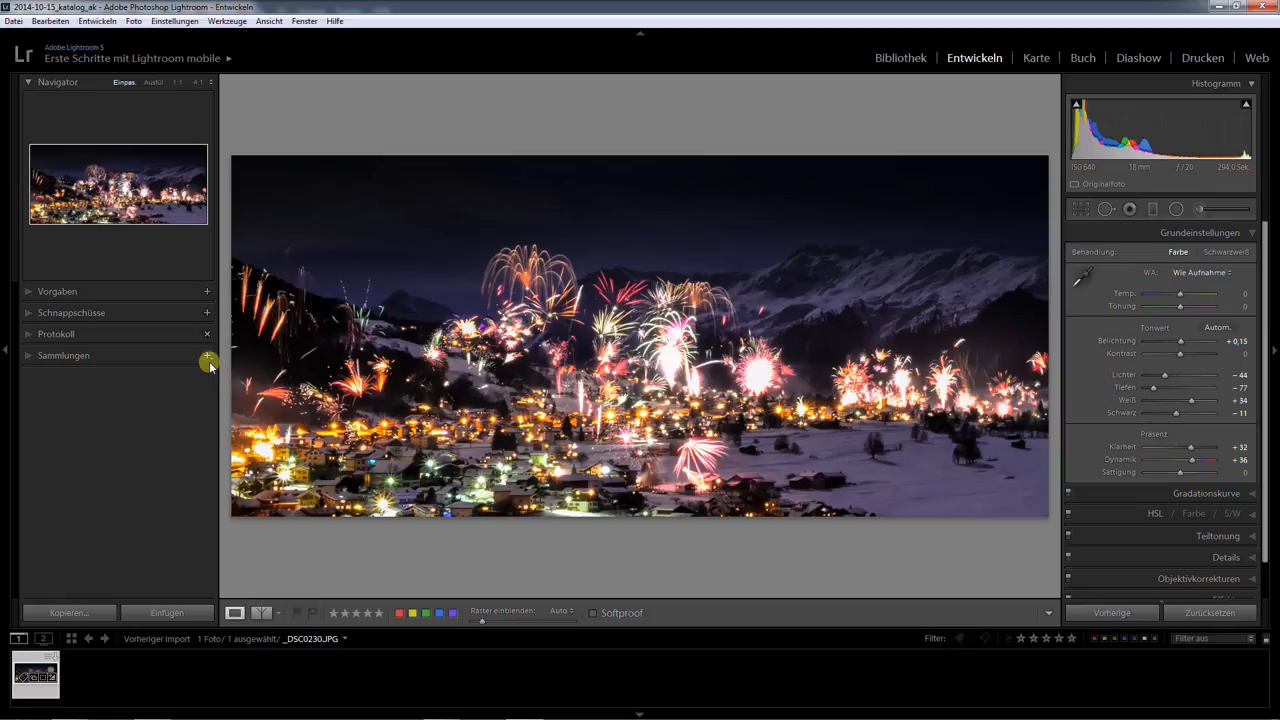 2014-10-15_katalog_ak - Adobe Photoshop Lightroom - Entwickeln
Datei Bearbeiten Entwickeln Foto Einstellungen Werkzeuge Ansicht Fenster Hilfe
Lr
Adobe Lightroom 5
Erste Schritte mit Lightroom mobile
Bibliothek Entwickeln Karte Buch Diashow Drucken Web
Navigator Einpas. Ausfül. 1:1 4:1
Vorgaben
Schnappschüsse
Protokoll
Sammlungen
Kopieren... Einfügen
Histogramm
ISO 640 18 mm f / 20 294,0 Sek.
Originalfoto
Grundeinstellungen
Behandlung: Farbe Schwarzweiß
WA: Wie Aufnahme
Temp. 0
Tönung 0
Tonwert Autom.
Belichtung + 0,15
Kontrast 0
Lichter − 44
Tiefen − 77
Weiß + 34
Schwarz − 11
Präsenz
Klarheit + 32
Dynamik + 36
Sättigung 0
Gradationskurve
HSL / Farbe / S/W
Teiltonung
Details
Objektivkorrekturen
Vorherige Zurücksetzen
Raster einblenden: Auto Softproof
1 2 Vorheriger Import 1 Foto/ 1 ausgewählt/ _DSC0230.JPG Filter: Filter aus